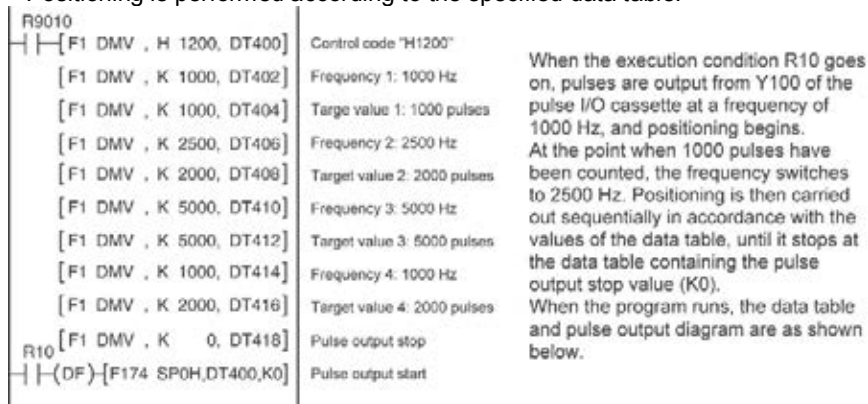 Positioning is performed according to the specified data table.
R9010
[F1 DMV , H 1200, DT400] Control code "H1200"
[F1 DMV , K 1000, DT402] Frequency 1: 1000 Hz
[F1 DMV , K 1000, DT404] Targe value 1: 1000 pulses
[F1 DMV , K 2500, DT406] Frequency 2: 2500 Hz
[F1 DMV , K 2000, DT408] Target value 2: 2000 pulses
[F1 DMV , K 5000, DT410] Frequency 3: 5000 Hz
[F1 DMV , K 5000, DT412] Target value 3: 5000 pulses
[F1 DMV , K 1000, DT414] Frequency 4: 1000 Hz
[F1 DMV , K 2000, DT416] Target value 4: 2000 pulses
[F1 DMV , K 0, DT418] Pulse output stop
R10
(DF) [F174 SP0H,DT400,K0] Pulse output start
When the execution condition R10 goes
on, pulses are output from Y100 of the
pulse I/O cassette at a frequency of
1000 Hz, and positioning begins.
At the point when 1000 pulses have
been counted, the frequency switches
to 2500 Hz. Positioning is then carried
out sequentially in accordance with the
values of the data table, until it stops at
the data table containing the pulse
output stop value (K0).
When the program runs, the data table
and pulse output diagram are as shown
below.